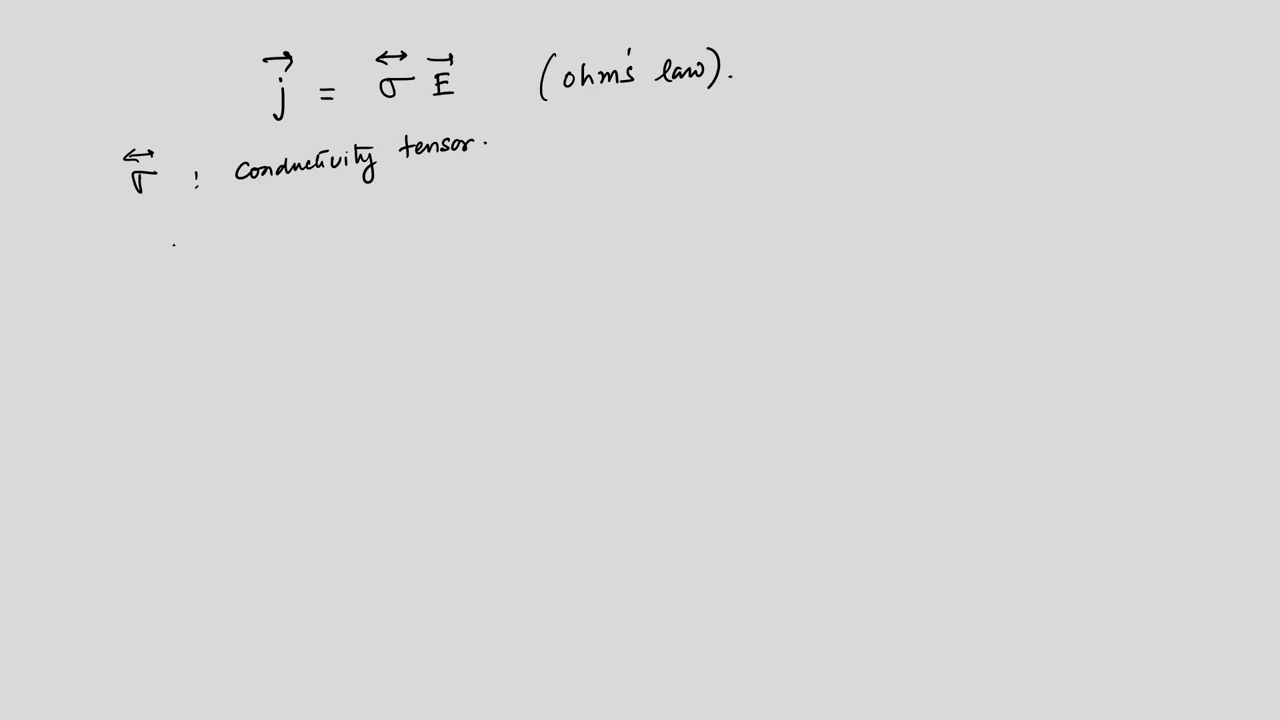 j⃗ = σ⃡ E⃗ (ohm's law).
σ⃡ : conductivity tensor.